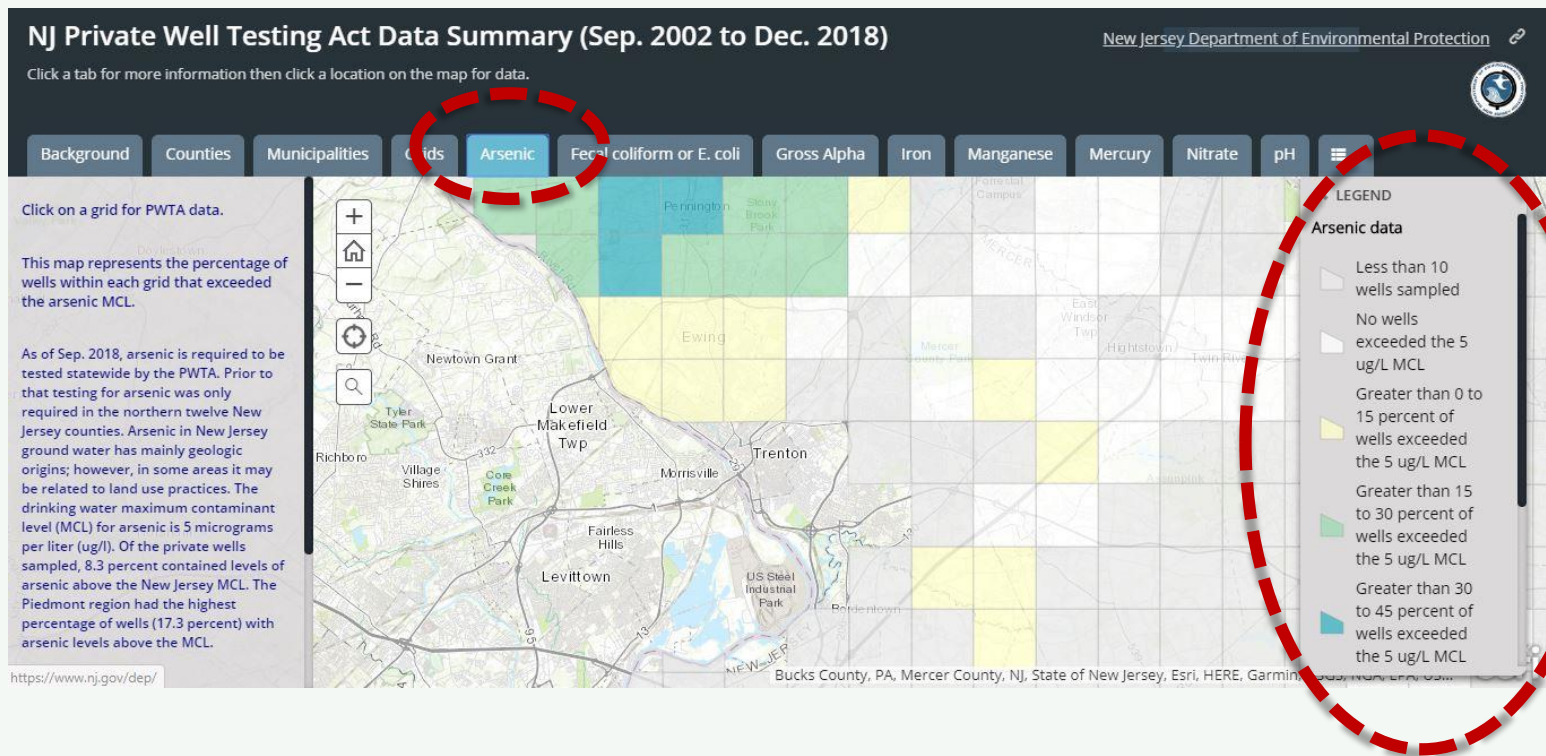 NJ Private Well Testing Act Data Summary (Sep. 2002 to Dec. 2018)
New Jersey Department of Environmental Protection
Click a tab for more information then click a location on the map for data.
Background
Counties
Municipalities
Arsenic
Fecal coliform or E. coli
Gross Alpha
Iron
Manganese
Mercury
Nitrate
pH
Click on a grid for PWTA data.
This map represents the percentage of
wells within each grid that exceeded
the arsenic MCL.
As of Sep. 2018, arsenic is required to be
tested statewide by the PWTA. Prior to
that testing for arsenic was only
required in the northern twelve New
Jersey counties. Arsenic in New Jersey
ground water has mainly geologic
origins; however, in some areas it may
be related to land use practices. The
drinking water maximum contaminant
level (MCL) for arsenic is 5 micrograms
per liter (ug/l). Of the private wells
sampled, 8.3 percent contained levels of
arsenic above the New Jersey MCL. The
Piedmont region had the highest
percentage of wells (17.3 percent) with
arsenic levels above the MCL.
https://www.nj.gov/dep/
+
−
Pennington
Stony
Brook
Park
Campus
MERCER
East
Windsor
Twp
Ewing
Mercer
County Park
Hightstown
Twin
Newtown Grant
Tyler
State Park
Lower
Makefield
Twp
332
Richboro
Village
Shires
Core
Creek
Park
Morrisville
Trenton
Fairless
Hills
Levittown
US Steel
Industrial
Park
Bordentown
95
13
LEGEND
Arsenic data
Less than 10
wells sampled
No wells
exceeded the 5
ug/L MCL
Greater than 0 to
15 percent of
wells exceeded
the 5 ug/L MCL
Greater than 15
to 30 percent of
wells exceeded
the 5 ug/L MCL
Greater than 30
to 45 percent of
wells exceeded
the 5 ug/L MCL
Bucks County, PA, Mercer County, NJ, State of New Jersey, Esri, HERE, Garmin,